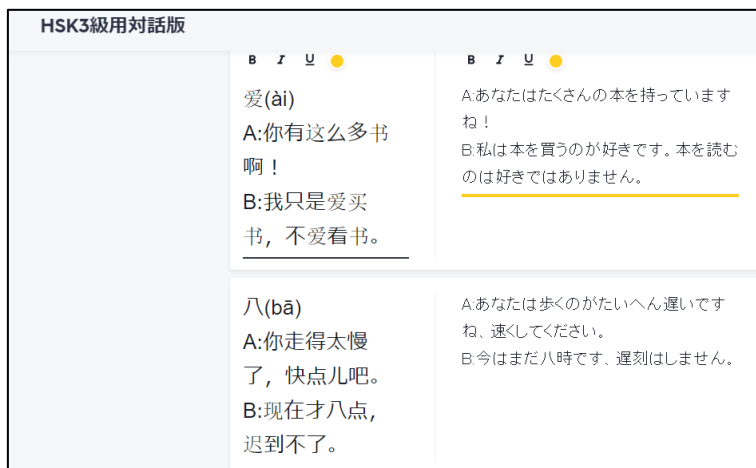 HSK3級用対話版
B I U
B I U
爱(ài)
A:你有这么多书
啊！
B:我只是爱买
书，不爱看书。
A:あなたはたくさんの本を持っています
ね！
B:私は本を買うのが好きです。本を読む
のは好きではありません。
八(bā)
A:你走得太慢
了，快点儿吧。
B:现在才八点，
迟到不了。
A:あなたは歩くのがたいへん遅いです
ね、速くしてください。
B:今はまだ八時です、遅刻はしません。